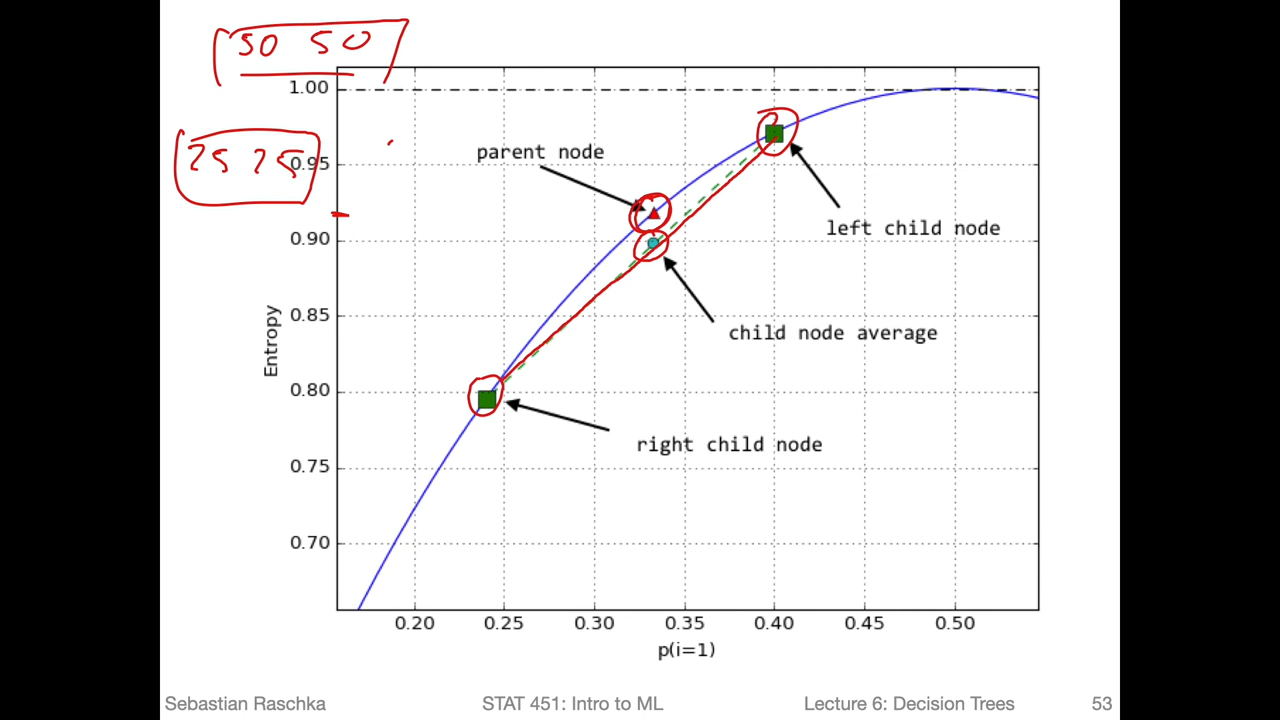 50 50
25 25
1.00
0.95
0.90
0.85
0.80
0.75
0.70
Entropy
parent node
left child node
child node average
right child node
0.20 0.25 0.30 0.35 0.40 0.45 0.50
p(i=1)
Sebastian Raschka STAT 451: Intro to ML Lecture 6: Decision Trees 53